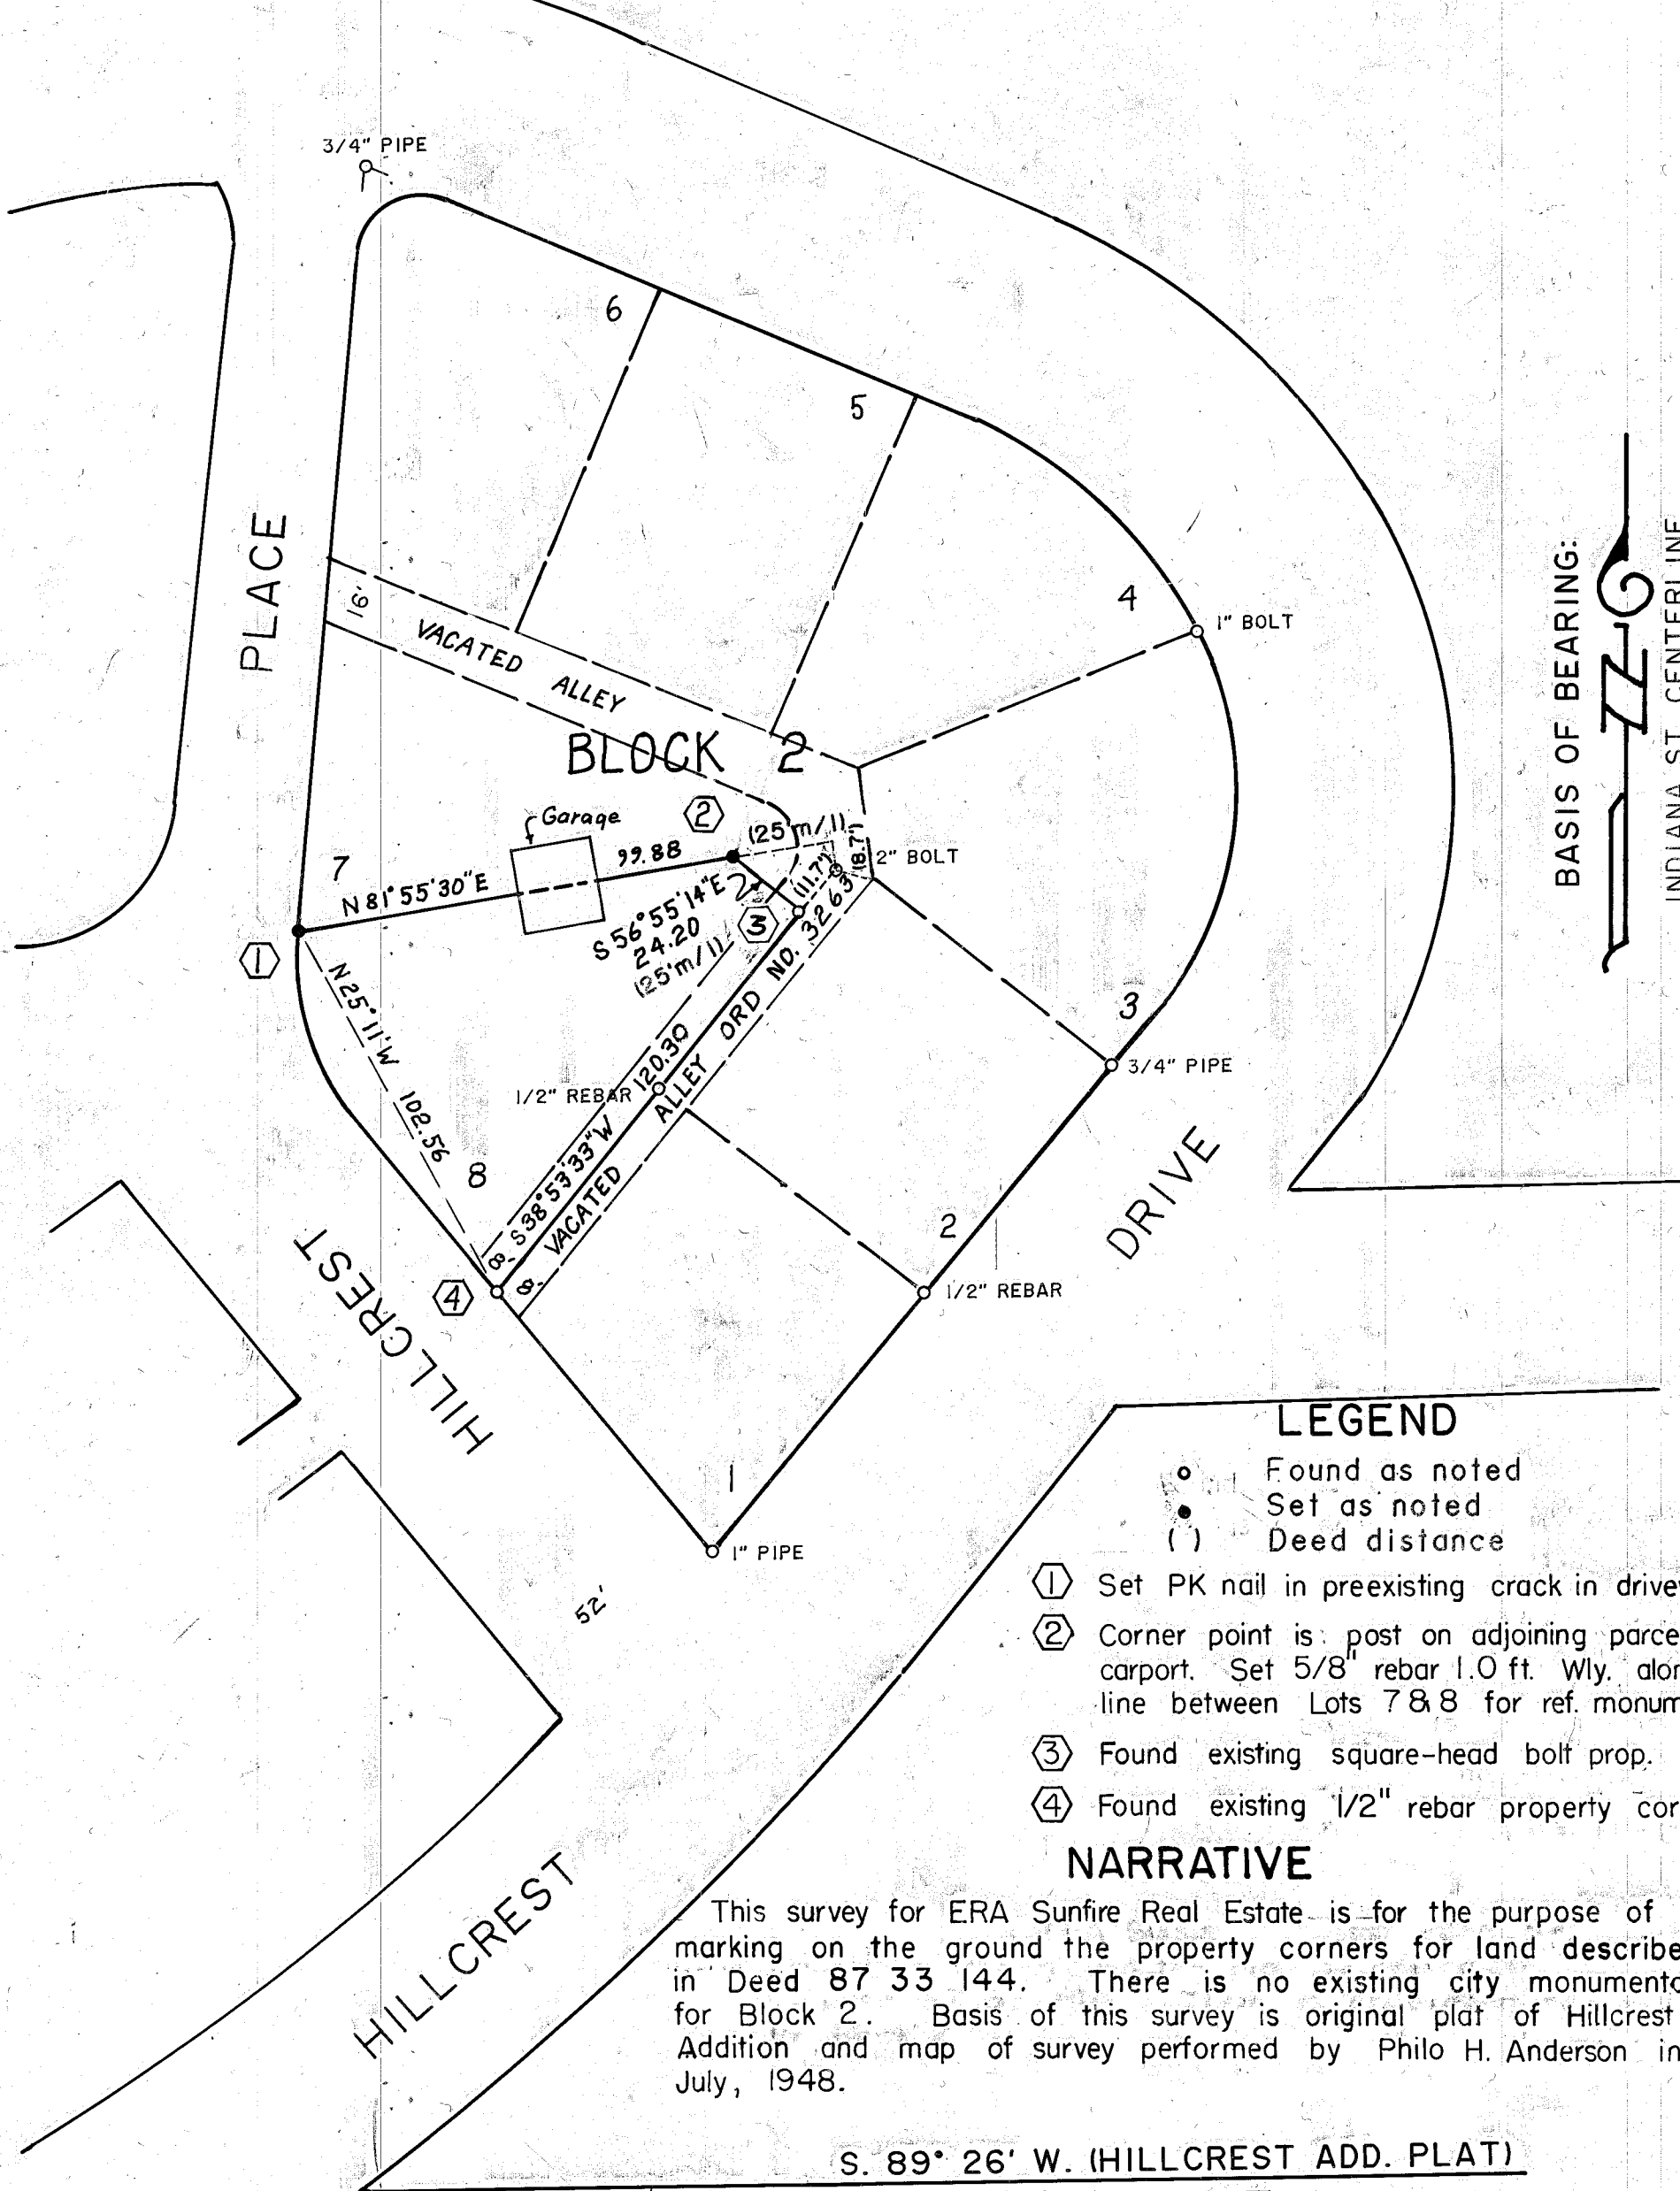 3/4" PIPE
6
5
4
1" BOLT
PLACE
16'
VACATED ALLEY
BLOCK 2
BASIS OF BEARING:
INDIANA ST. CENTERLINE
Garage
2
(25'm/l)
(18.7')
2" BOLT
7
N 81°55'30"E
99.88
(11.7')
S 56°55'14"E
24.20
(25'm/l)
3
1
N 25°11'W
102.56
1/2" REBAR
120.30
S 38°53'33"W
VACATED ALLEY ORD NO. 3263
3
3/4" PIPE
8
8'
8'
4
2
1/2" REBAR
DRIVE
HILLCREST
1
1" PIPE
52'
HILLCREST
LEGEND
Found as noted
Set as noted
( ) Deed distance
1 Set PK nail in preexisting crack in drive
2 Corner point is post on adjoining parce
carport. Set 5/8" rebar 1.0 ft. Wly. alon
line between Lots 7 & 8 for ref. monum
3 Found existing square-head bolt prop.
4 Found existing 1/2" rebar property cor
NARRATIVE
This survey for ERA Sunfire Real Estate is for the purpose of
marking on the ground the property corners for land describe
in Deed 87 33 144. There is no existing city monumenta
for Block 2. Basis of this survey is original plat of Hillcrest
Addition and map of survey performed by Philo H. Anderson in
July, 1948.
S. 89° 26' W. (HILLCREST ADD. PLAT)